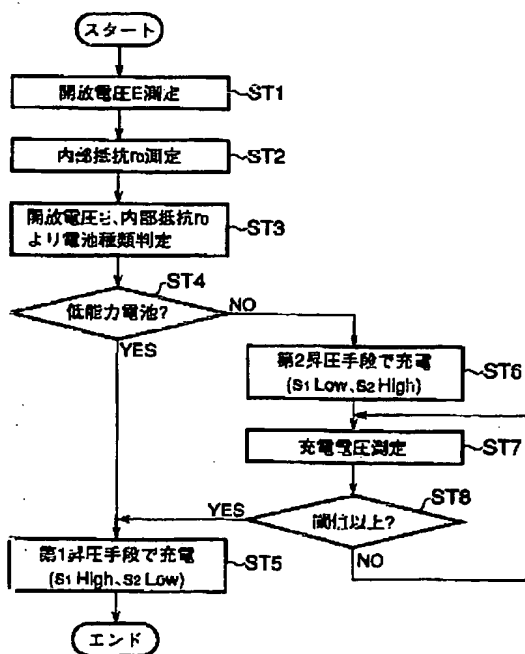 スタート
開放電圧E測定
ST1
内部抵抗ro測定
ST2
開放電圧E、内部抵抗ro
より電池種類判定
ST3
ST4
低能力電池?
NO
YES
第2昇圧手段で充電
(S1 Low、S2 High)
ST6
充電電圧測定
ST7
ST8
閾値以上?
YES
NO
第1昇圧手段で充電
(S1 High、S2 Low)
ST5
エンド